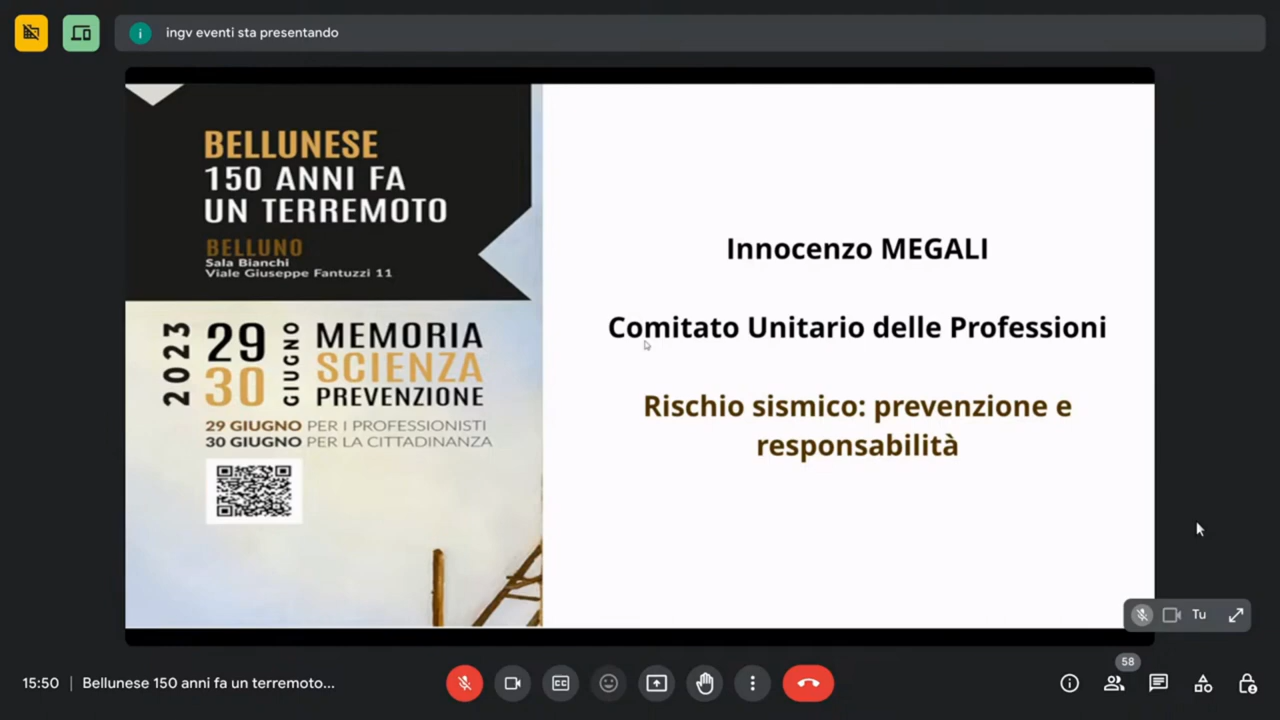 ingv eventi sta presentando
BELLUNESE
150 ANNI FA
UN TERREMOTO
BELLUNO
Sala Bianchi
Viale Giuseppe Fantuzzi 11
2023
29
30
GIUGNO
MEMORIA
SCIENZA
PREVENZIONE
29 GIUGNO PER I PROFESSIONISTI
30 GIUGNO PER LA CITTADINANZA
Innocenzo MEGALI
Comitato Unitario delle Professioni
Rischio sismico: prevenzione e
responsabilità
Tu
15:50 | Bellunese 150 anni fa un terremoto...
58